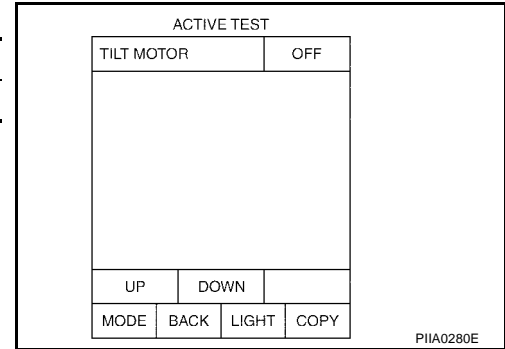 ACTIVE TEST
TILT MOTOR OFF
UP DOWN
MODE BACK LIGHT COPY
PIIA0280E